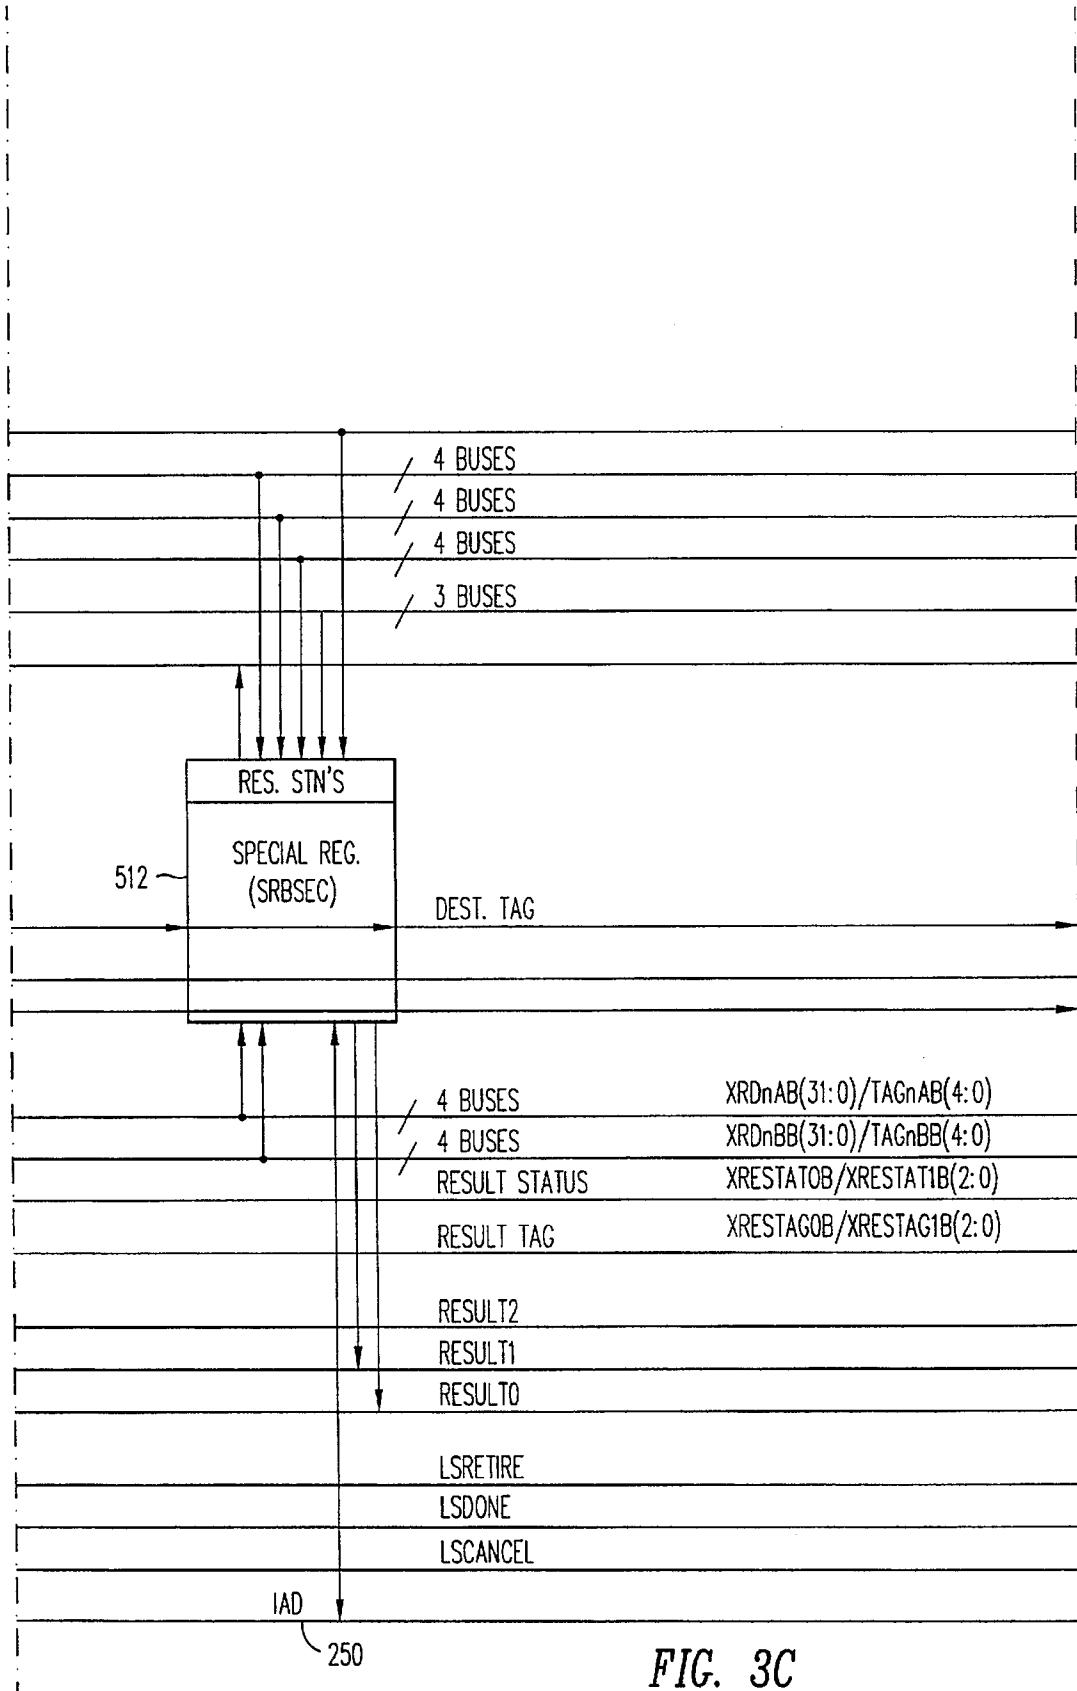 4 BUSES
4 BUSES
4 BUSES
3 BUSES
RES. STN'S
SPECIAL REG.
(SRBSEC)
512
DEST. TAG
4 BUSES XRDnAB(31:0)/TAGnAB(4:0)
4 BUSES XRDnBB(31:0)/TAGnBB(4:0)
RESULT STATUS XRESTAT0B/XRESTAT1B(2:0)
RESULT TAG XRESTAG0B/XRESTAG1B(2:0)
RESULT2
RESULT1
RESULT0
LSRETIRE
LSDONE
LSCANCEL
IAD
250
FIG. 3C